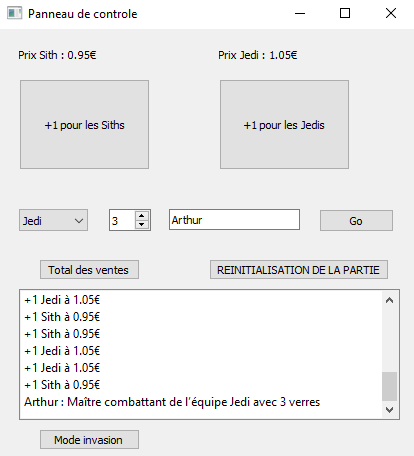 Panneau de controle
Prix Sith : 0.95€ Prix Jedi : 1.05€
+1 pour les Siths +1 pour les Jedis
Jedi 3 Arthur Go
Total des ventes REINITIALISATION DE LA PARTIE
+1 Jedi à 1.05€
+1 Sith à 0.95€
+1 Sith à 0.95€
+1 Jedi à 1.05€
+1 Jedi à 1.05€
+1 Sith à 0.95€
Arthur : Maître combattant de l'équipe Jedi avec 3 verres
Mode invasion